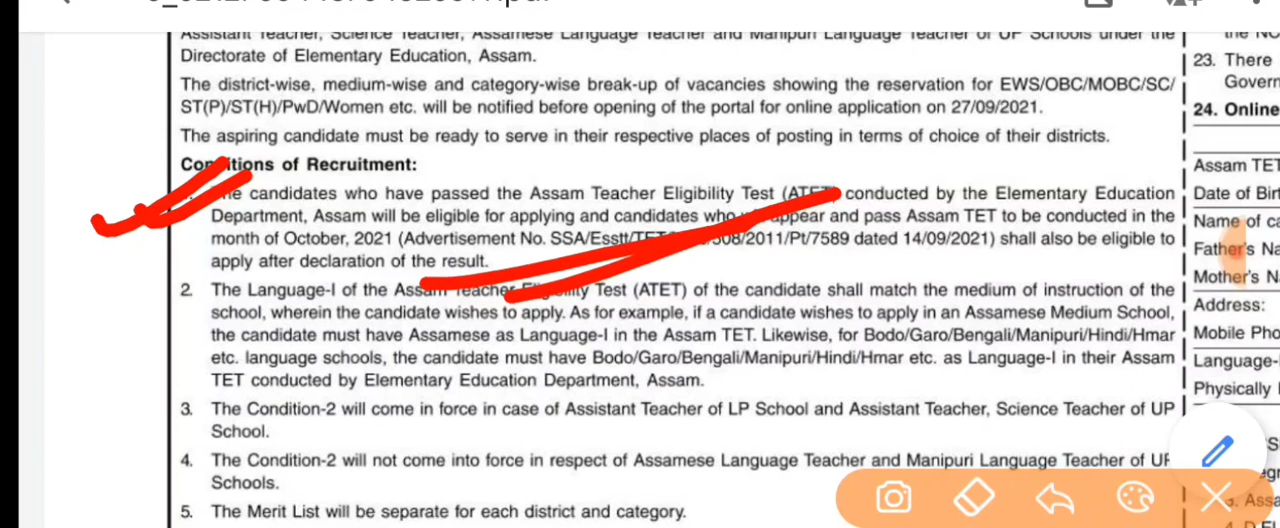 Assistant Teacher, Science Teacher, Assamese Language Teacher and Manipuri Language Teacher of UP Schools under the
Directorate of Elementary Education, Assam.
The district-wise, medium-wise and category-wise break-up of vacancies showing the reservation for EWS/OBC/MOBC/SC/
ST(P)/ST(H)/PwD/Women etc. will be notified before opening of the portal for online application on 27/09/2021.
The aspiring candidate must be ready to serve in their respective places of posting in terms of choice of their districts.
Conditions of Recruitment:
The candidates who have passed the Assam Teacher Eligibility Test (ATET) conducted by the Elementary Education
Department, Assam will be eligible for applying and candidates who appear and pass Assam TET to be conducted in the
month of October, 2021 (Advertisement No. SSA/Esstt/TET 508/2011/Pt/7589 dated 14/09/2021) shall also be eligible to
apply after declaration of the result.
2. The Language-I of the Assam Teacher Eligibility Test (ATET) of the candidate shall match the medium of instruction of the
school, wherein the candidate wishes to apply. As for example, if a candidate wishes to apply in an Assamese Medium School,
the candidate must have Assamese as Language-I in the Assam TET. Likewise, for Bodo/Garo/Bengali/Manipuri/Hindi/Hmar
etc. language schools, the candidate must have Bodo/Garo/Bengali/Manipuri/Hindi/Hmar etc. as Language-I in their Assam
TET conducted by Elementary Education Department, Assam.
3. The Condition-2 will come in force in case of Assistant Teacher of LP School and Assistant Teacher, Science Teacher of UP
School.
4. The Condition-2 will not come into force in respect of Assamese Language Teacher and Manipuri Language Teacher of UP
Schools.
5. The Merit List will be separate for each district and category.
23. There
Govern
24. Online
Assam TET
Date of Bir
Name of ca
Father's Na
Mother's N
Address:
Mobile Pho
Language-
Physically